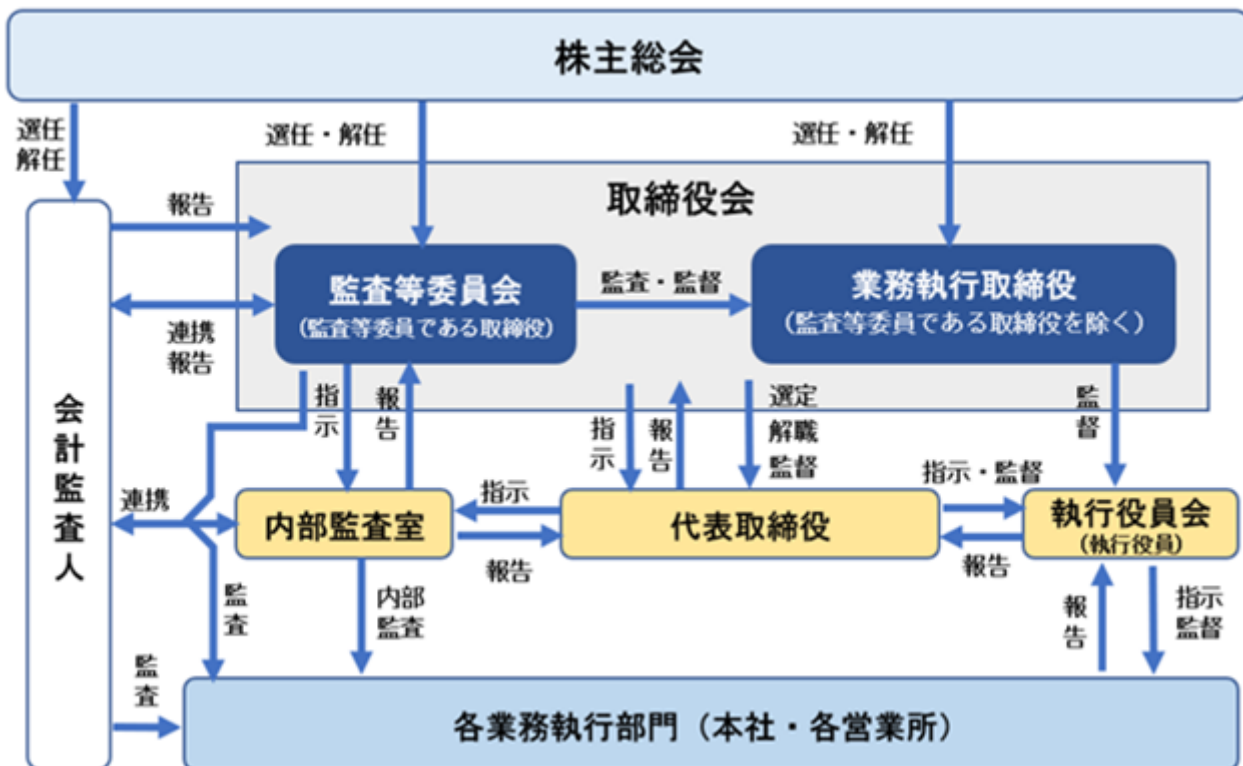 株主総会
選任
解任
選任・解任
選任・解任
取締役会
報告
監査等委員会
(監査等委員である取締役)
監査・監督
業務執行取締役
(監査等委員である取締役を除く)
連携
報告
会計監査人
指示
報告
指示
報告
選定
解職
監督
監督
連携
内部監査室
指示
報告
代表取締役
指示・監督
報告
執行役員会
(執行役員)
監査
内部
監査
報告
指示
監督
監査
各業務執行部門（本社・各営業所）